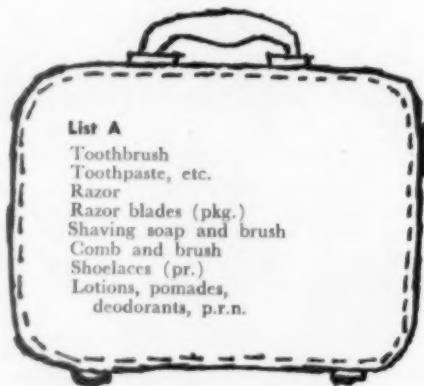 List A
Toothbrush
Toothpaste, etc.
Razor
Razor blades (pkg.)
Shaving soap and brush
Comb and brush
Shoelaces (pr.)
Lotions, pomades,
deodorants, p.r.n.